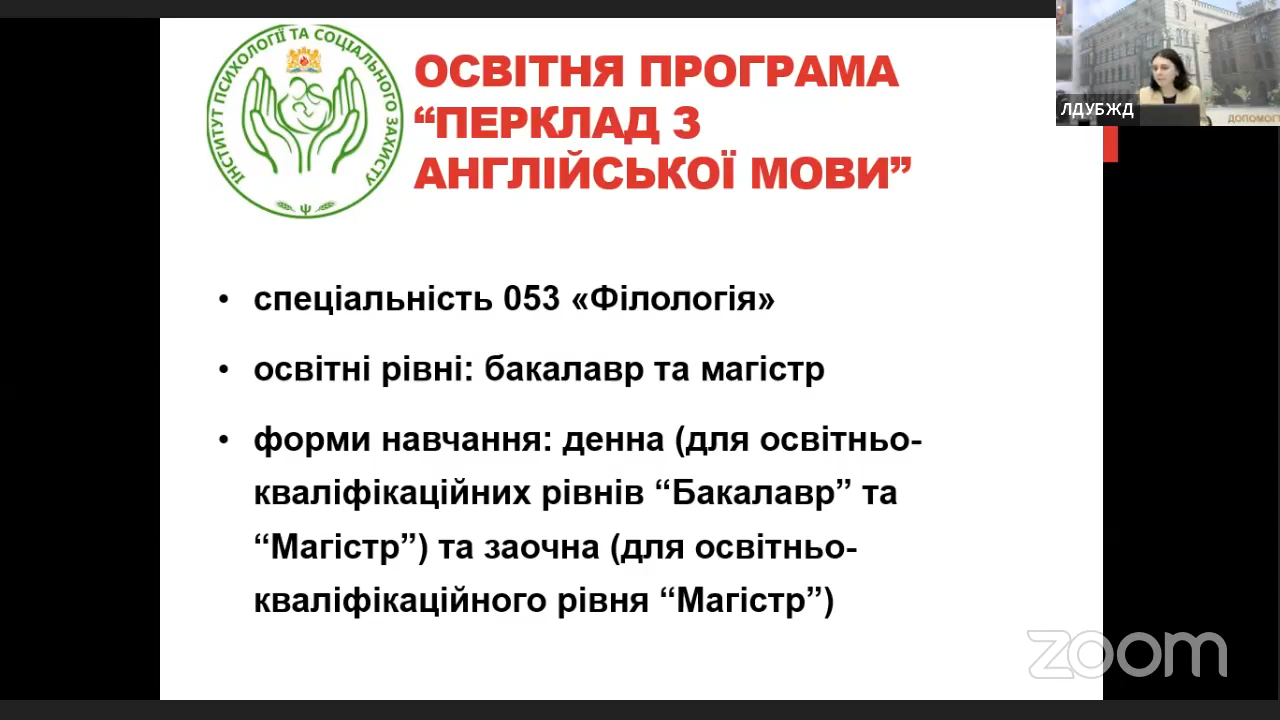 ІНСТИТУТ ПСИХОЛОГІЇ ТА СОЦІАЛЬНОГО ЗАХИСТУ
ОСВІТНЯ ПРОГРАМА
“ПЕРКЛАД З
АНГЛІЙСЬКОЇ МОВИ”
ЛДУБЖД
ДОПОМОГ
• спеціальність 053 «Філологія»
• освітні рівні: бакалавр та магістр
• форми навчання: денна (для освітньо-
кваліфікаційних рівнів “Бакалавр” та
“Магістр”) та заочна (для освітньо-
кваліфікаційного рівня “Магістр”)
zoom